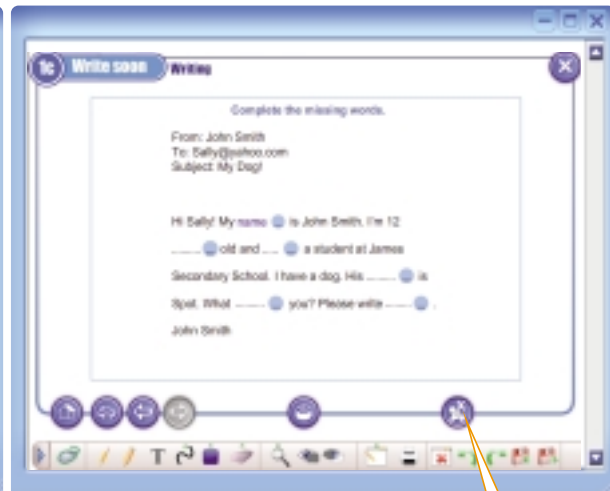 1c Write soon Writing
Complete the missing words.
From: John Smith
To: Sally@yahoo.com
Subject: My Dog!
Hi Sally! My name is John Smith. I'm 12
........ old and .... a student at James
Secondary School. I have a dog. His ........ is
Spot. What ........ you? Please write ....... .
John Smith
T